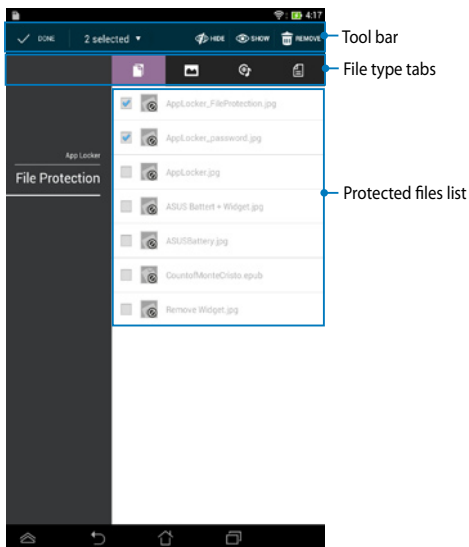 4:17
DONE 2 selected HIDE SHOW REMOVE
Tool bar
File type tabs
App Locker
File Protection
AppLocker_FileProtection.jpg
AppLocker_password.jpg
AppLocker.jpg
ASUS Battert + Widget.jpg
ASUSBattery.jpg
CountofMonteCristo.epub
Remove Widget.jpg
Protected files list